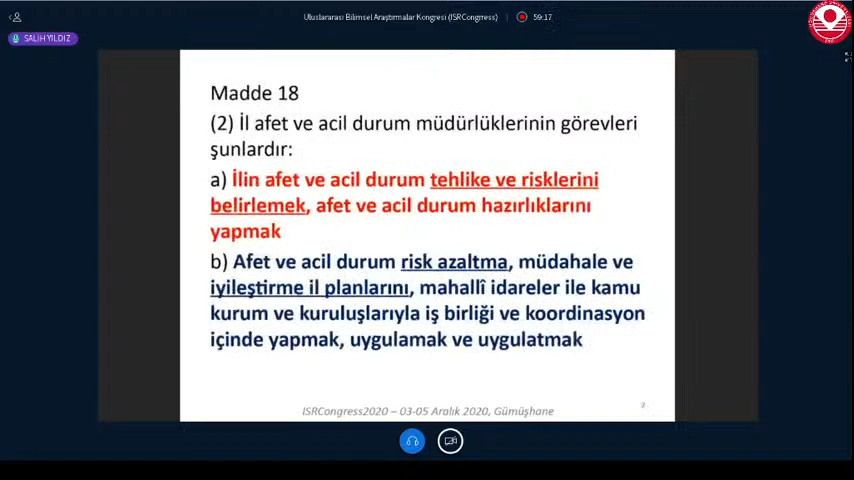 Uluslararası Bilimsel Araştırmalar Kongresi (ISRCongrress)
59:17
SALİH YILDIZ
Madde 18
(2) İl afet ve acil durum müdürlüklerinin görevleri
şunlardır:
a) İlin afet ve acil durum tehlike ve risklerini
belirlemek, afet ve acil durum hazırlıklarını
yapmak
b) Afet ve acil durum risk azaltma, müdahale ve
iyileştirme il planlarını, mahallî idareler ile kamu
kurum ve kuruluşlarıyla iş birliği ve koordinasyon
içinde yapmak, uygulamak ve uygulatmak
ISRCongress2020 – 03-05 Aralık 2020, Gümüşhane
2